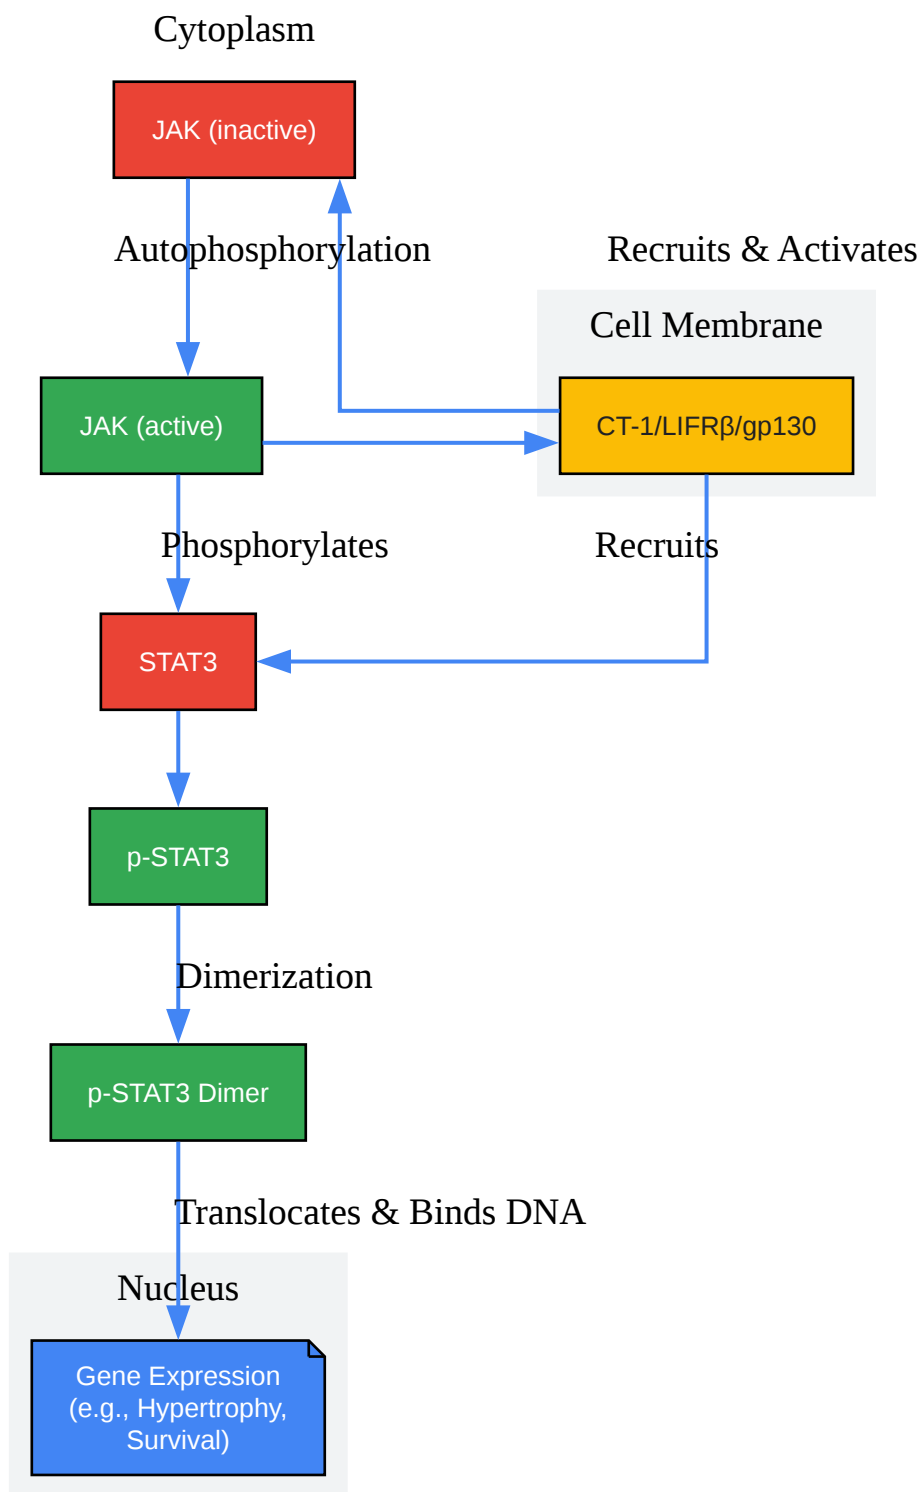 Cytoplasm
JAK (inactive)
Autophosphorylation
Recruits & Activates
Cell Membrane
JAK (active)
CT-1/LIFRβ/gp130
Phosphorylates
Recruits
STAT3
p-STAT3
Dimerization
p-STAT3 Dimer
Translocates & Binds DNA
Nucleus
Gene Expression
(e.g., Hypertrophy,
Survival)